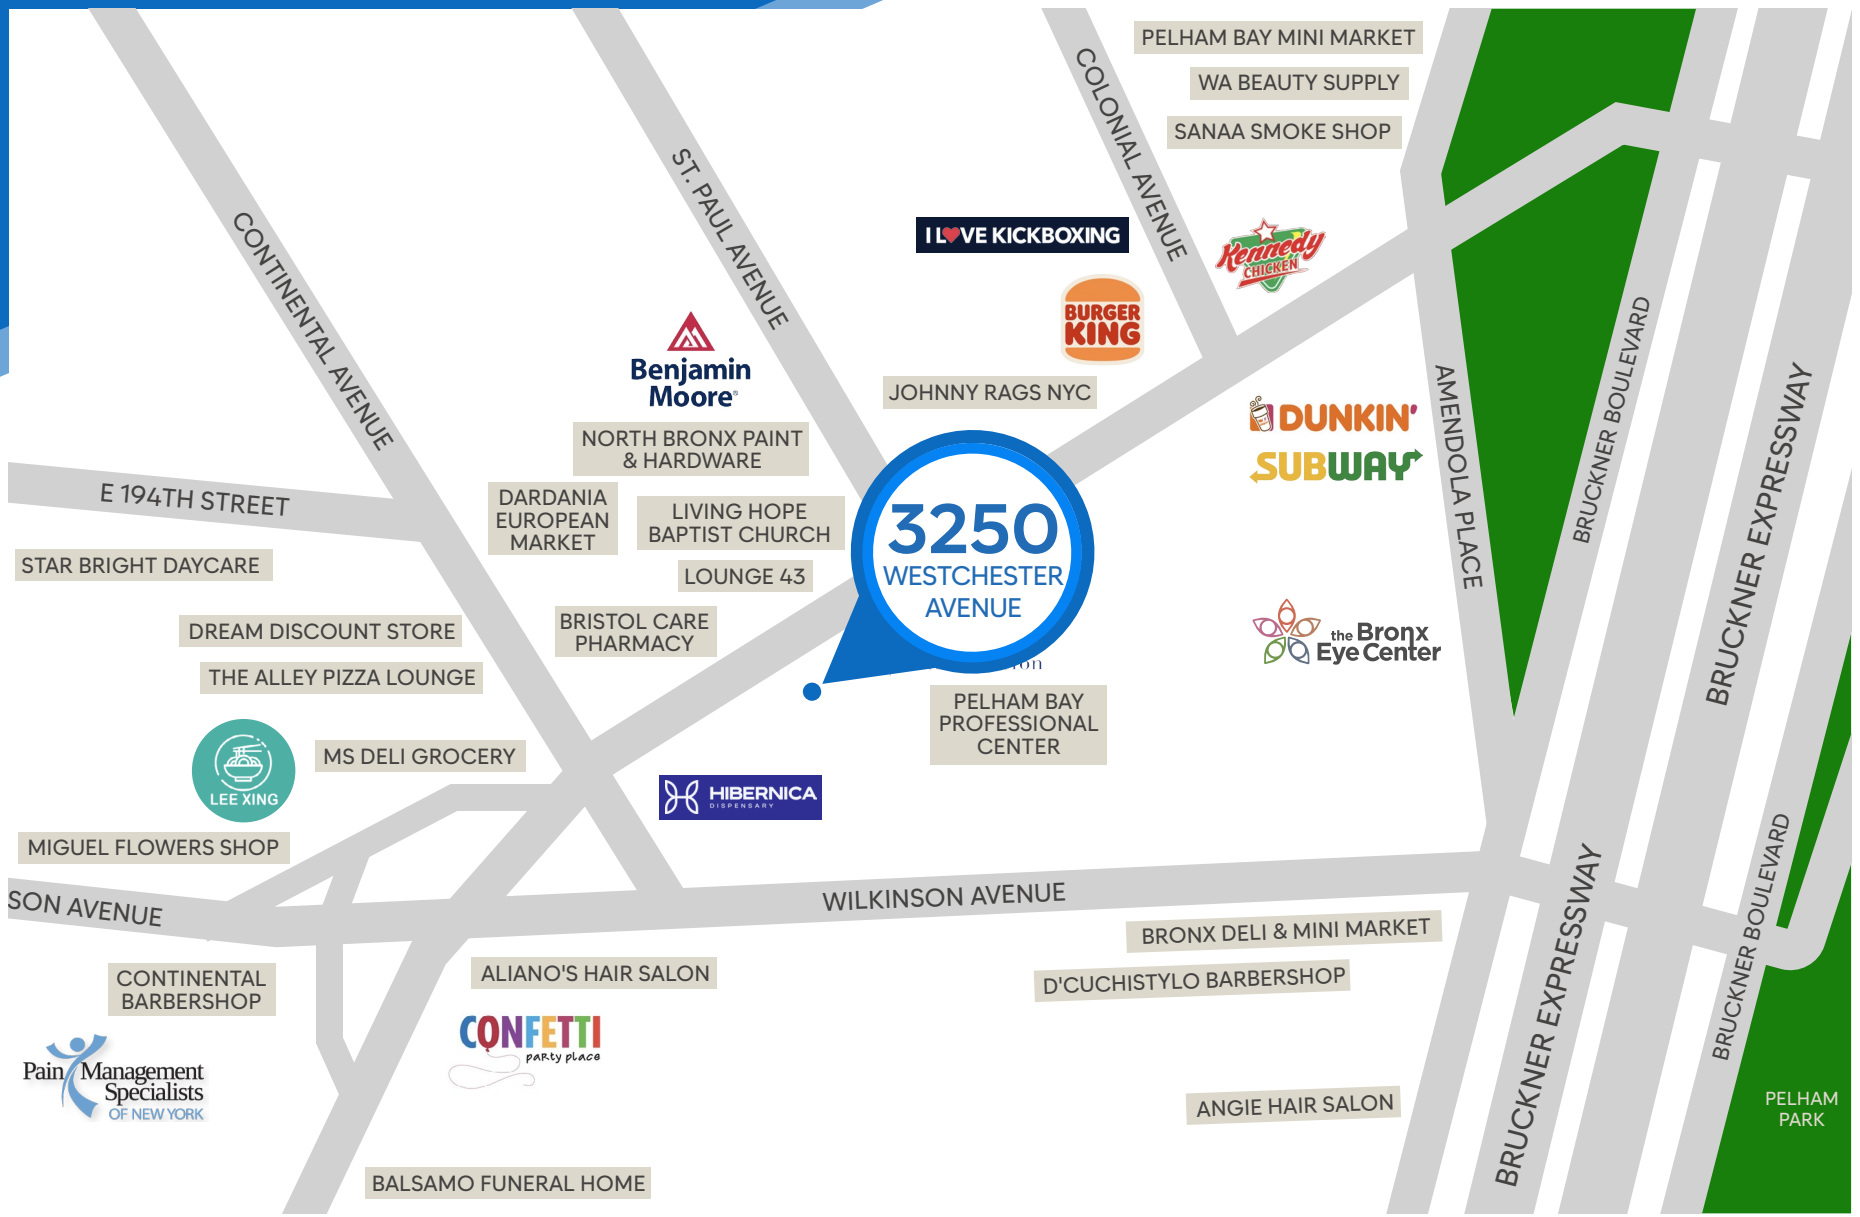 PELHAM BAY MINI MARKET
WA BEAUTY SUPPLY
SANAA SMOKE SHOP
COLONIAL AVENUE
ST. PAUL AVENUE
CONTINENTAL AVENUE
I LOVE KICKBOXING
Kennedy
CHICKEN
BURGER
KING
Benjamin
Moore®
JOHNNY RAGS NYC
DUNKIN'
SUBWAY
AMENDOLA PLACE
BRUCKNER BOULEVARD
BRUCKNER EXPRESSWAY
NORTH BRONX PAINT
& HARDWARE
E 194TH STREET
DARDANIA
EUROPEAN
MARKET
LIVING HOPE
BAPTIST CHURCH
LOUNGE 43
3250
WESTCHESTER
AVENUE
STAR BRIGHT DAYCARE
DREAM DISCOUNT STORE
BRISTOL CARE
PHARMACY
the Bronx
Eye Center
THE ALLEY PIZZA LOUNGE
PELHAM BAY
PROFESSIONAL
CENTER
MS DELI GROCERY
LEE XING
HIBERNICA
DISPENSARY
MIGUEL FLOWERS SHOP
SON AVENUE
WILKINSON AVENUE
BRUCKNER EXPRESSWAY
BRUCKNER BOULEVARD
BRONX DELI & MINI MARKET
D'CUCHISTYLO BARBERSHOP
CONTINENTAL
BARBERSHOP
ALIANO'S HAIR SALON
CONFETTI
party place
Pain Management
Specialists
OF NEW YORK
ANGIE HAIR SALON
PELHAM
PARK
BALSAMO FUNERAL HOME